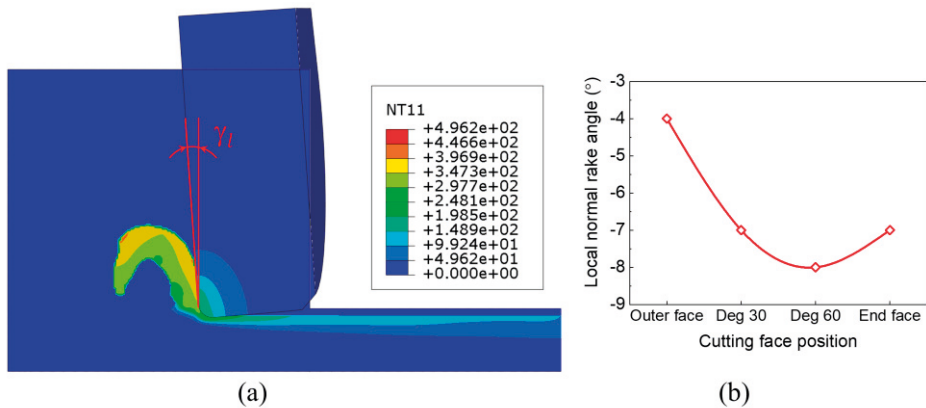 γ1
NT11
+4.962e+02
+4.466e+02
+3.969e+02
+3.473e+02
+2.977e+02
+2.481e+02
+1.985e+02
+1.489e+02
+9.924e+01
+4.962e+01
+0.000e+00
(a)
Local normal rake angle (°)
-3
-4
-5
-6
-7
-8
-9
Outer face Deg 30 Deg 60 End face
Cutting face position
(b)